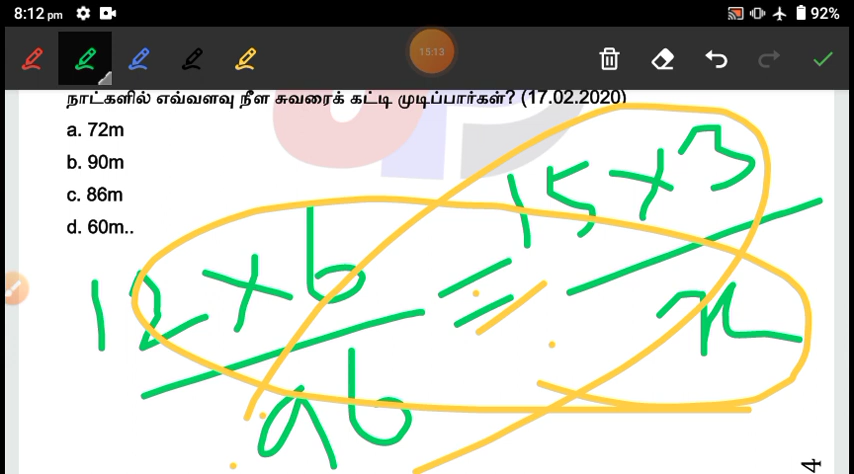 8:12 pm 92%
15:13
நாட்களில் எவ்வளவு நீள சுவரைக் கட்டி முடிப்பார்கள்? (17.02.2020)
a. 72m
b. 90m
c. 86m
d. 60m..
12 x 6 = 15 x 3
96 x
4